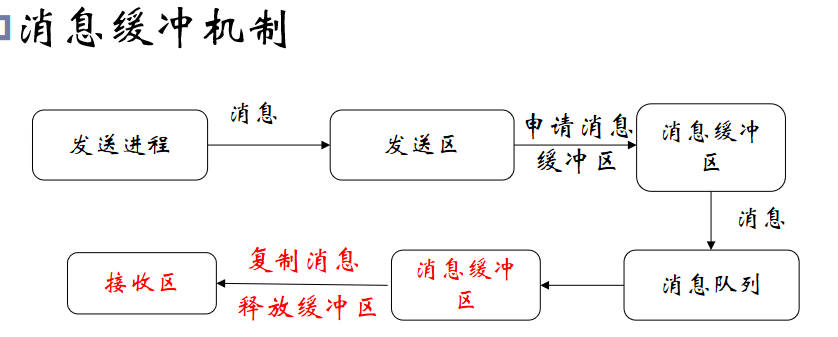 消息缓冲机制
发送进程
消息
发送区
申请消息
缓冲区
消息缓冲
区
消息
消息队列
消息缓冲
区
复制消息
释放缓冲区
接收区